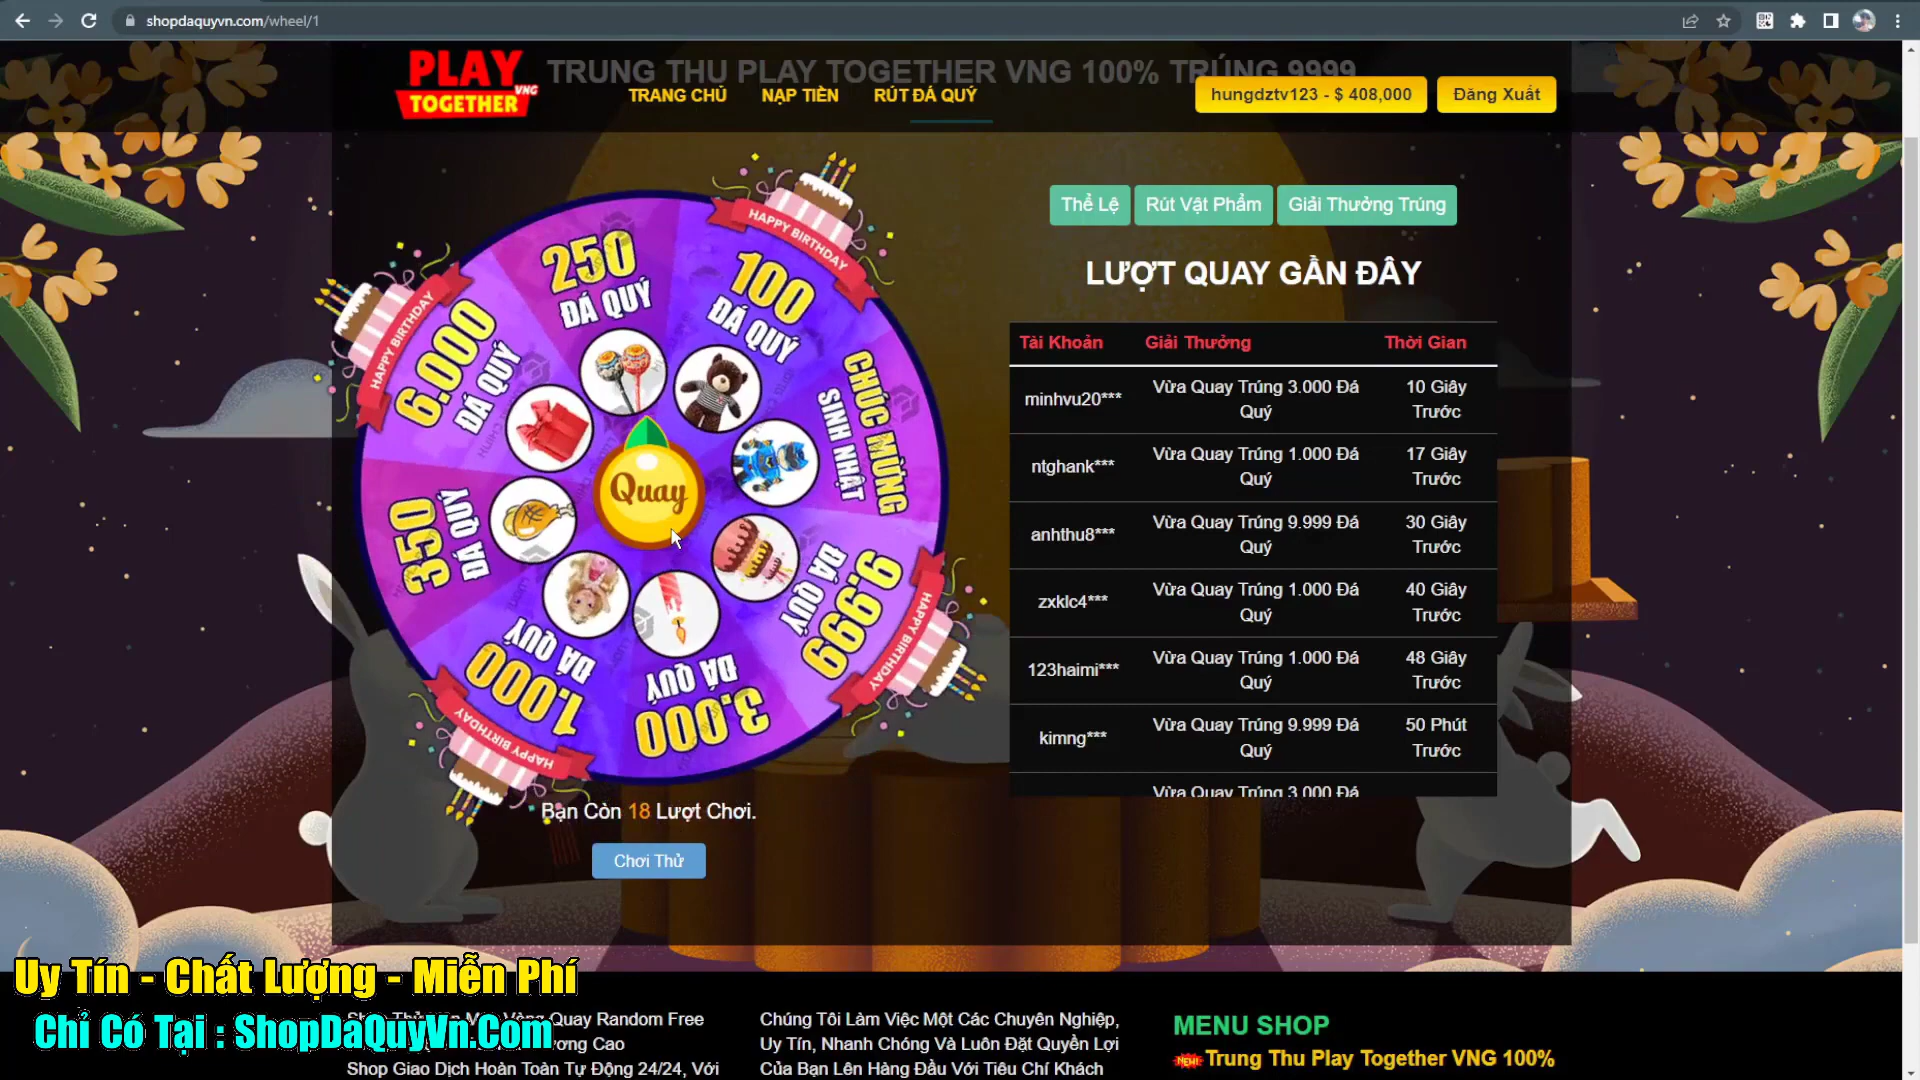 shopdaquyvn.com/wheel/1
PLAY
TOGETHER
VNG
TRUNG THU PLAY TOGETHER VNG 100% TRÚNG 9999
TRANG CHỦ
NẠP TIỀN
RÚT ĐÁ QUÝ
hungdztv123 - $ 408,000
Đăng Xuất
HAPPY BIRTHDAY
HAPPY BIRTHDAY
250
ĐÁ QUÝ
100
ĐÁ QUÝ
6.000
ĐÁ QUÝ
CHÚC MỪNG
SINH NHẬT
Quay
350
ĐÁ QUÝ
9.999
ĐÁ QUÝ
1.000
ĐÁ QUÝ
3.000
ĐÁ QUÝ
HAPPY BIRTHDAY
HAPPY BIRTHDAY
Bạn Còn 18 Lượt Chơi.
Chơi Thử
Thể Lệ
Rút Vật Phẩm
Giải Thưởng Trúng
LƯỢT QUAY GẦN ĐÂY
Tài Khoản Giải Thưởng Thời Gian
minhvu20*** Vừa Quay Trúng 3.000 Đá 10 Giây
Quý Trước
ntghank*** Vừa Quay Trúng 1.000 Đá 17 Giây
Quý Trước
anhthu8*** Vừa Quay Trúng 9.999 Đá 30 Giây
Quý Trước
zxklc4*** Vừa Quay Trúng 1.000 Đá 40 Giây
Quý Trước
123haimi*** Vừa Quay Trúng 1.000 Đá 48 Giây
Quý Trước
kimng*** Vừa Quay Trúng 9.999 Đá 50 Phút
Quý Trước
Vừa Quay Trúng 3.000 Đá
Uy Tín - Chất Lượng - Miễn Phí
Chỉ Có Tại : ShopDaQuyVn.Com
Quay Random Free
Cao
Shop Giao Dịch Hoàn Toàn Tự Động 24/24, Với
Chúng Tôi Làm Việc Một Các Chuyên Nghiệp,
Uy Tín, Nhanh Chóng Và Luôn Đặt Quyền Lợi
Của Bạn Lên Hàng Đầu Với Tiêu Chí Khách
MENU SHOP
NEW! Trung Thu Play Together VNG 100%